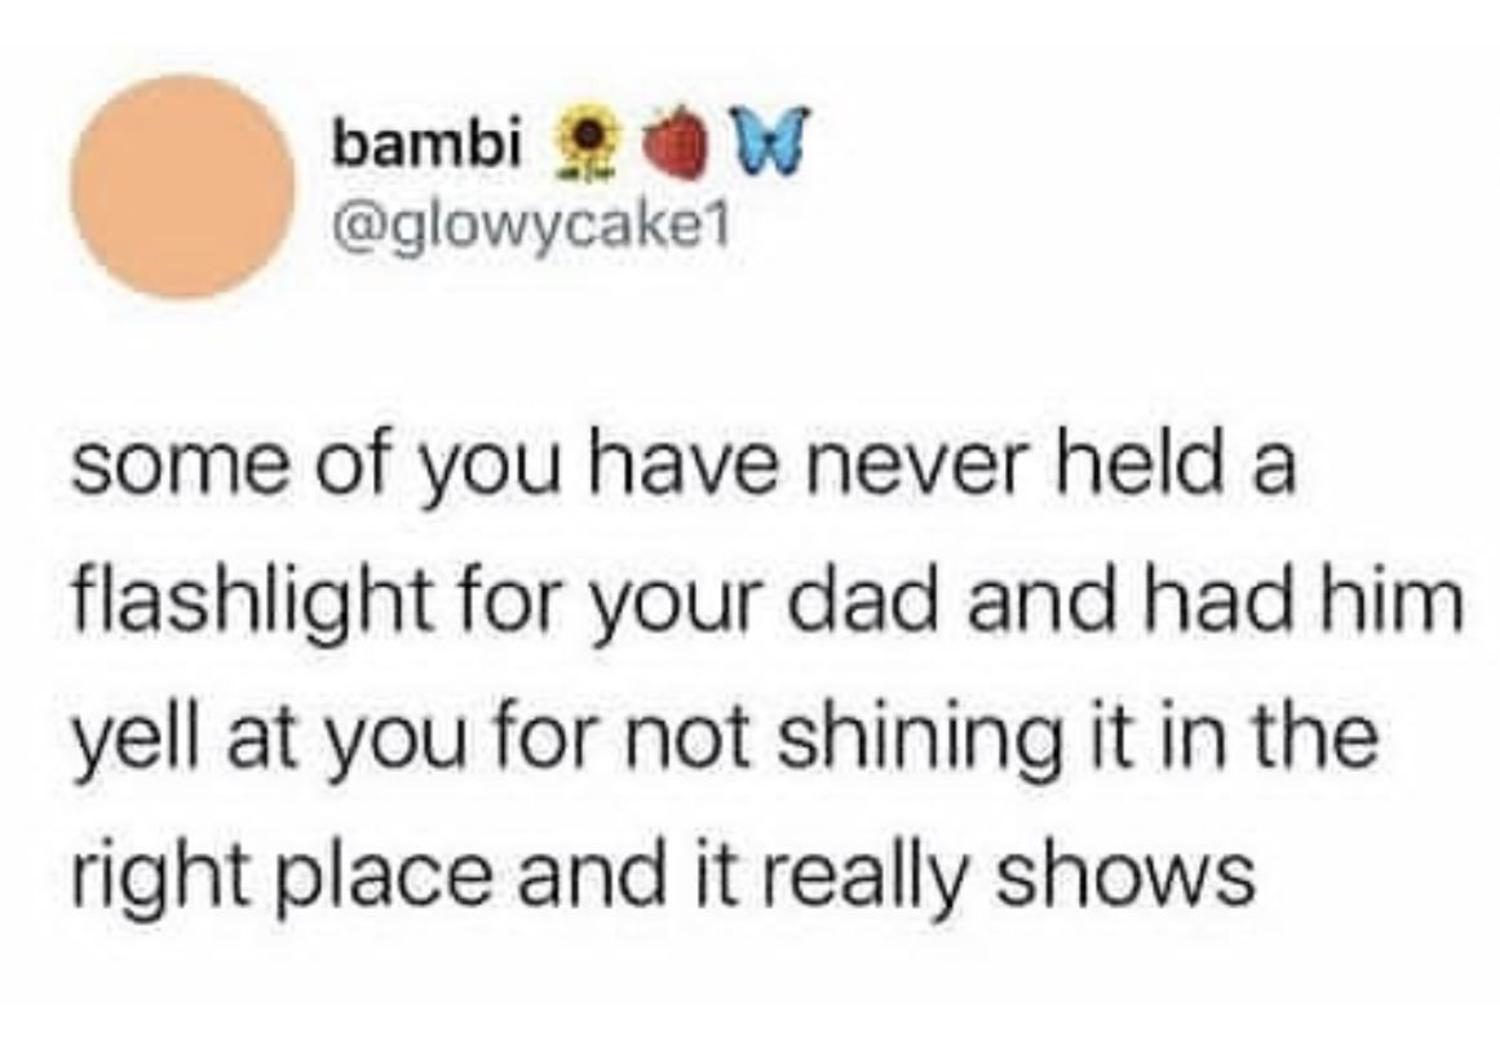 bambi 🌻🍓🦋
@glowycake1
some of you have never held a
flashlight for your dad and had him
yell at you for not shining it in the
right place and it really shows